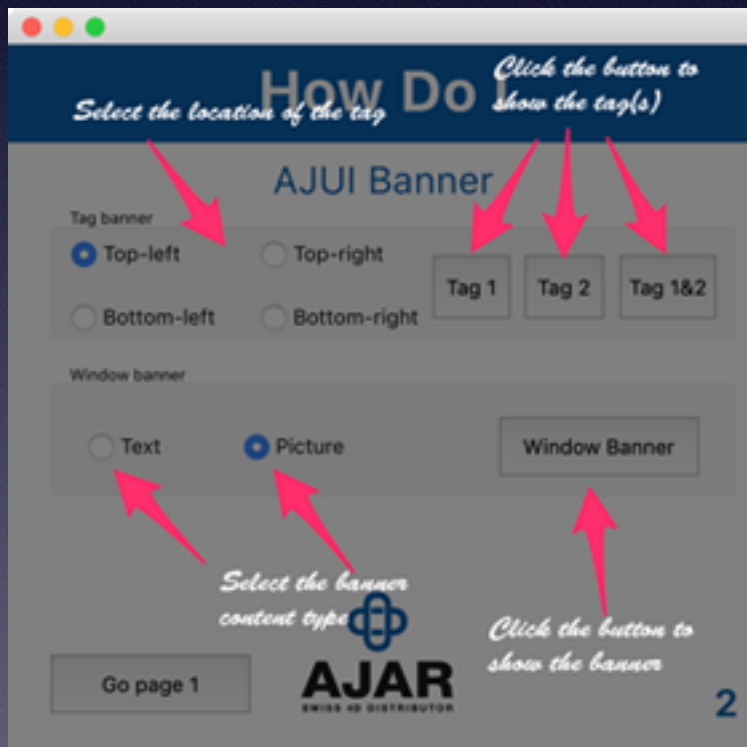 How Do I
Click the button to
show the tag(s)
Select the location of the tag
AJUI Banner
Tag banner
Top-left
Top-right
Tag 1
Tag 2
Tag 1&2
Bottom-left
Bottom-right
Window banner
Text
Picture
Window Banner
Select the banner
content type
Click the button to
show the banner
Go page 1
AJAR
SWISS 4D DISTRIBUTOR
2